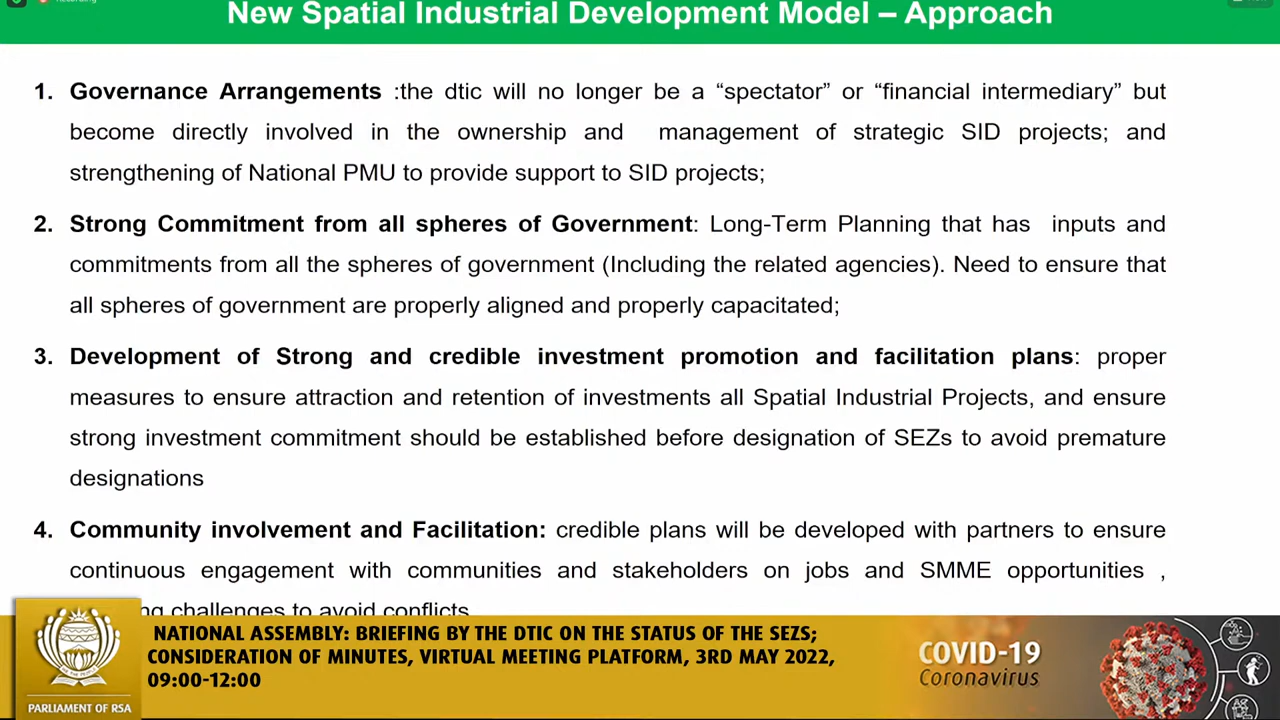 New Spatial Industrial Development Model – Approach
1. Governance Arrangements :the dtic will no longer be a “spectator” or “financial intermediary” but
become directly involved in the ownership and management of strategic SID projects; and
strengthening of National PMU to provide support to SID projects;
2. Strong Commitment from all spheres of Government: Long-Term Planning that has inputs and
commitments from all the spheres of government (Including the related agencies). Need to ensure that
all spheres of government are properly aligned and properly capacitated;
3. Development of Strong and credible investment promotion and facilitation plans: proper
measures to ensure attraction and retention of investments all Spatial Industrial Projects, and ensure
strong investment commitment should be established before designation of SEZs to avoid premature
designations
4. Community involvement and Facilitation: credible plans will be developed with partners to ensure
continuous engagement with communities and stakeholders on jobs and SMME opportunities ,
challenges to avoid conflicts
NATIONAL ASSEMBLY: BRIEFING BY THE DTIC ON THE STATUS OF THE SEZS;
CONSIDERATION OF MINUTES, VIRTUAL MEETING PLATFORM, 3RD MAY 2022,
09:00-12:00
PARLIAMENT OF RSA
COVID-19
Coronavirus